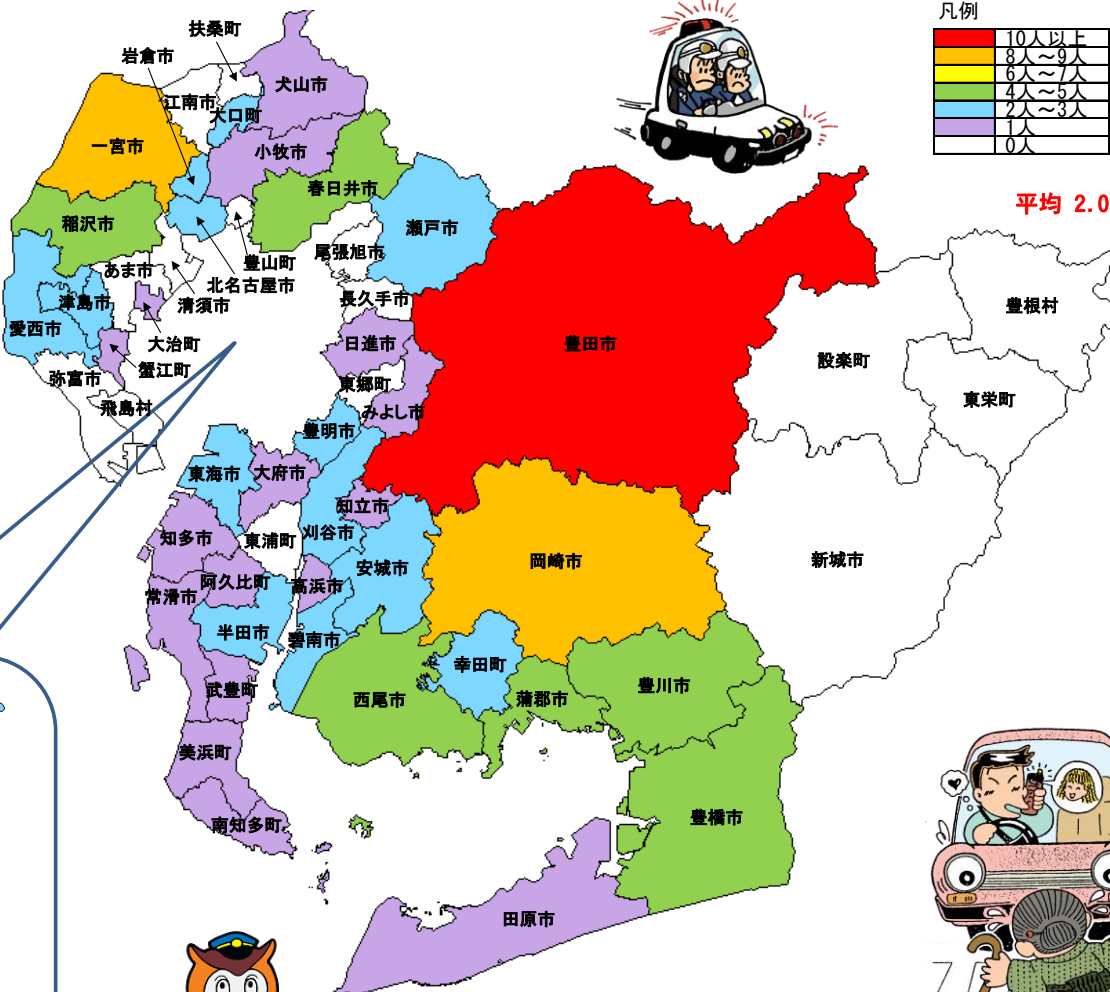 凡例
10人以上
8人～9人
6人～7人
4人～5人
2人～3人
1人
0人
平均 2.0
扶桑町
岩倉市
犬山市
江南市
大口町
一宮市
小牧市
春日井市
稲沢市
瀬戸市
尾張旭市
豊山町
あま市
北名古屋市
清須市
津島市
長久手市
愛西市
大治町
日進市
豊田市
豊根村
設楽町
蟹江町
弥富市
東郷町
東栄町
飛島村
みよし市
豊明市
東海市
大府市
知立市
知多市
東浦町
刈谷市
岡崎市
新城市
安城市
阿久比町
高浜市
常滑市
半田市
碧南市
幸田町
武豊町
西尾市
蒲郡市
豊川市
美浜町
南知多町
豊橋市
田原市